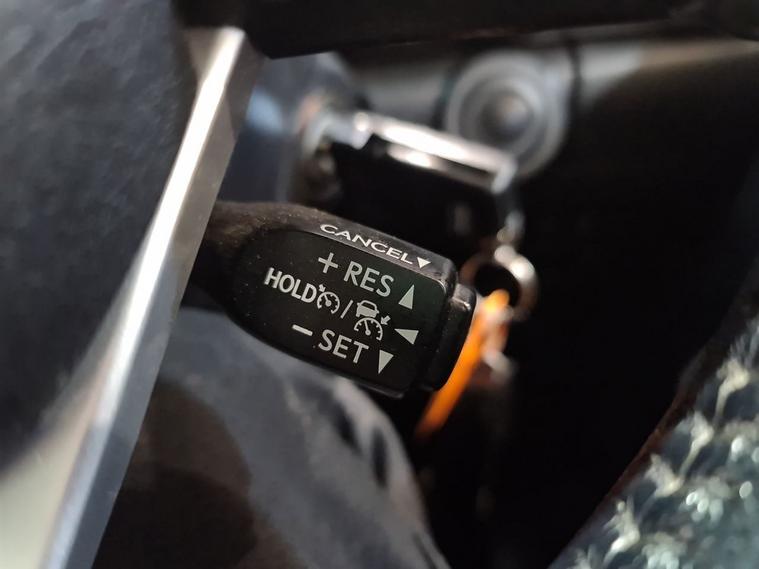 CANCEL▼
+ RES ▲
HOLD / ◀
− SET ▼